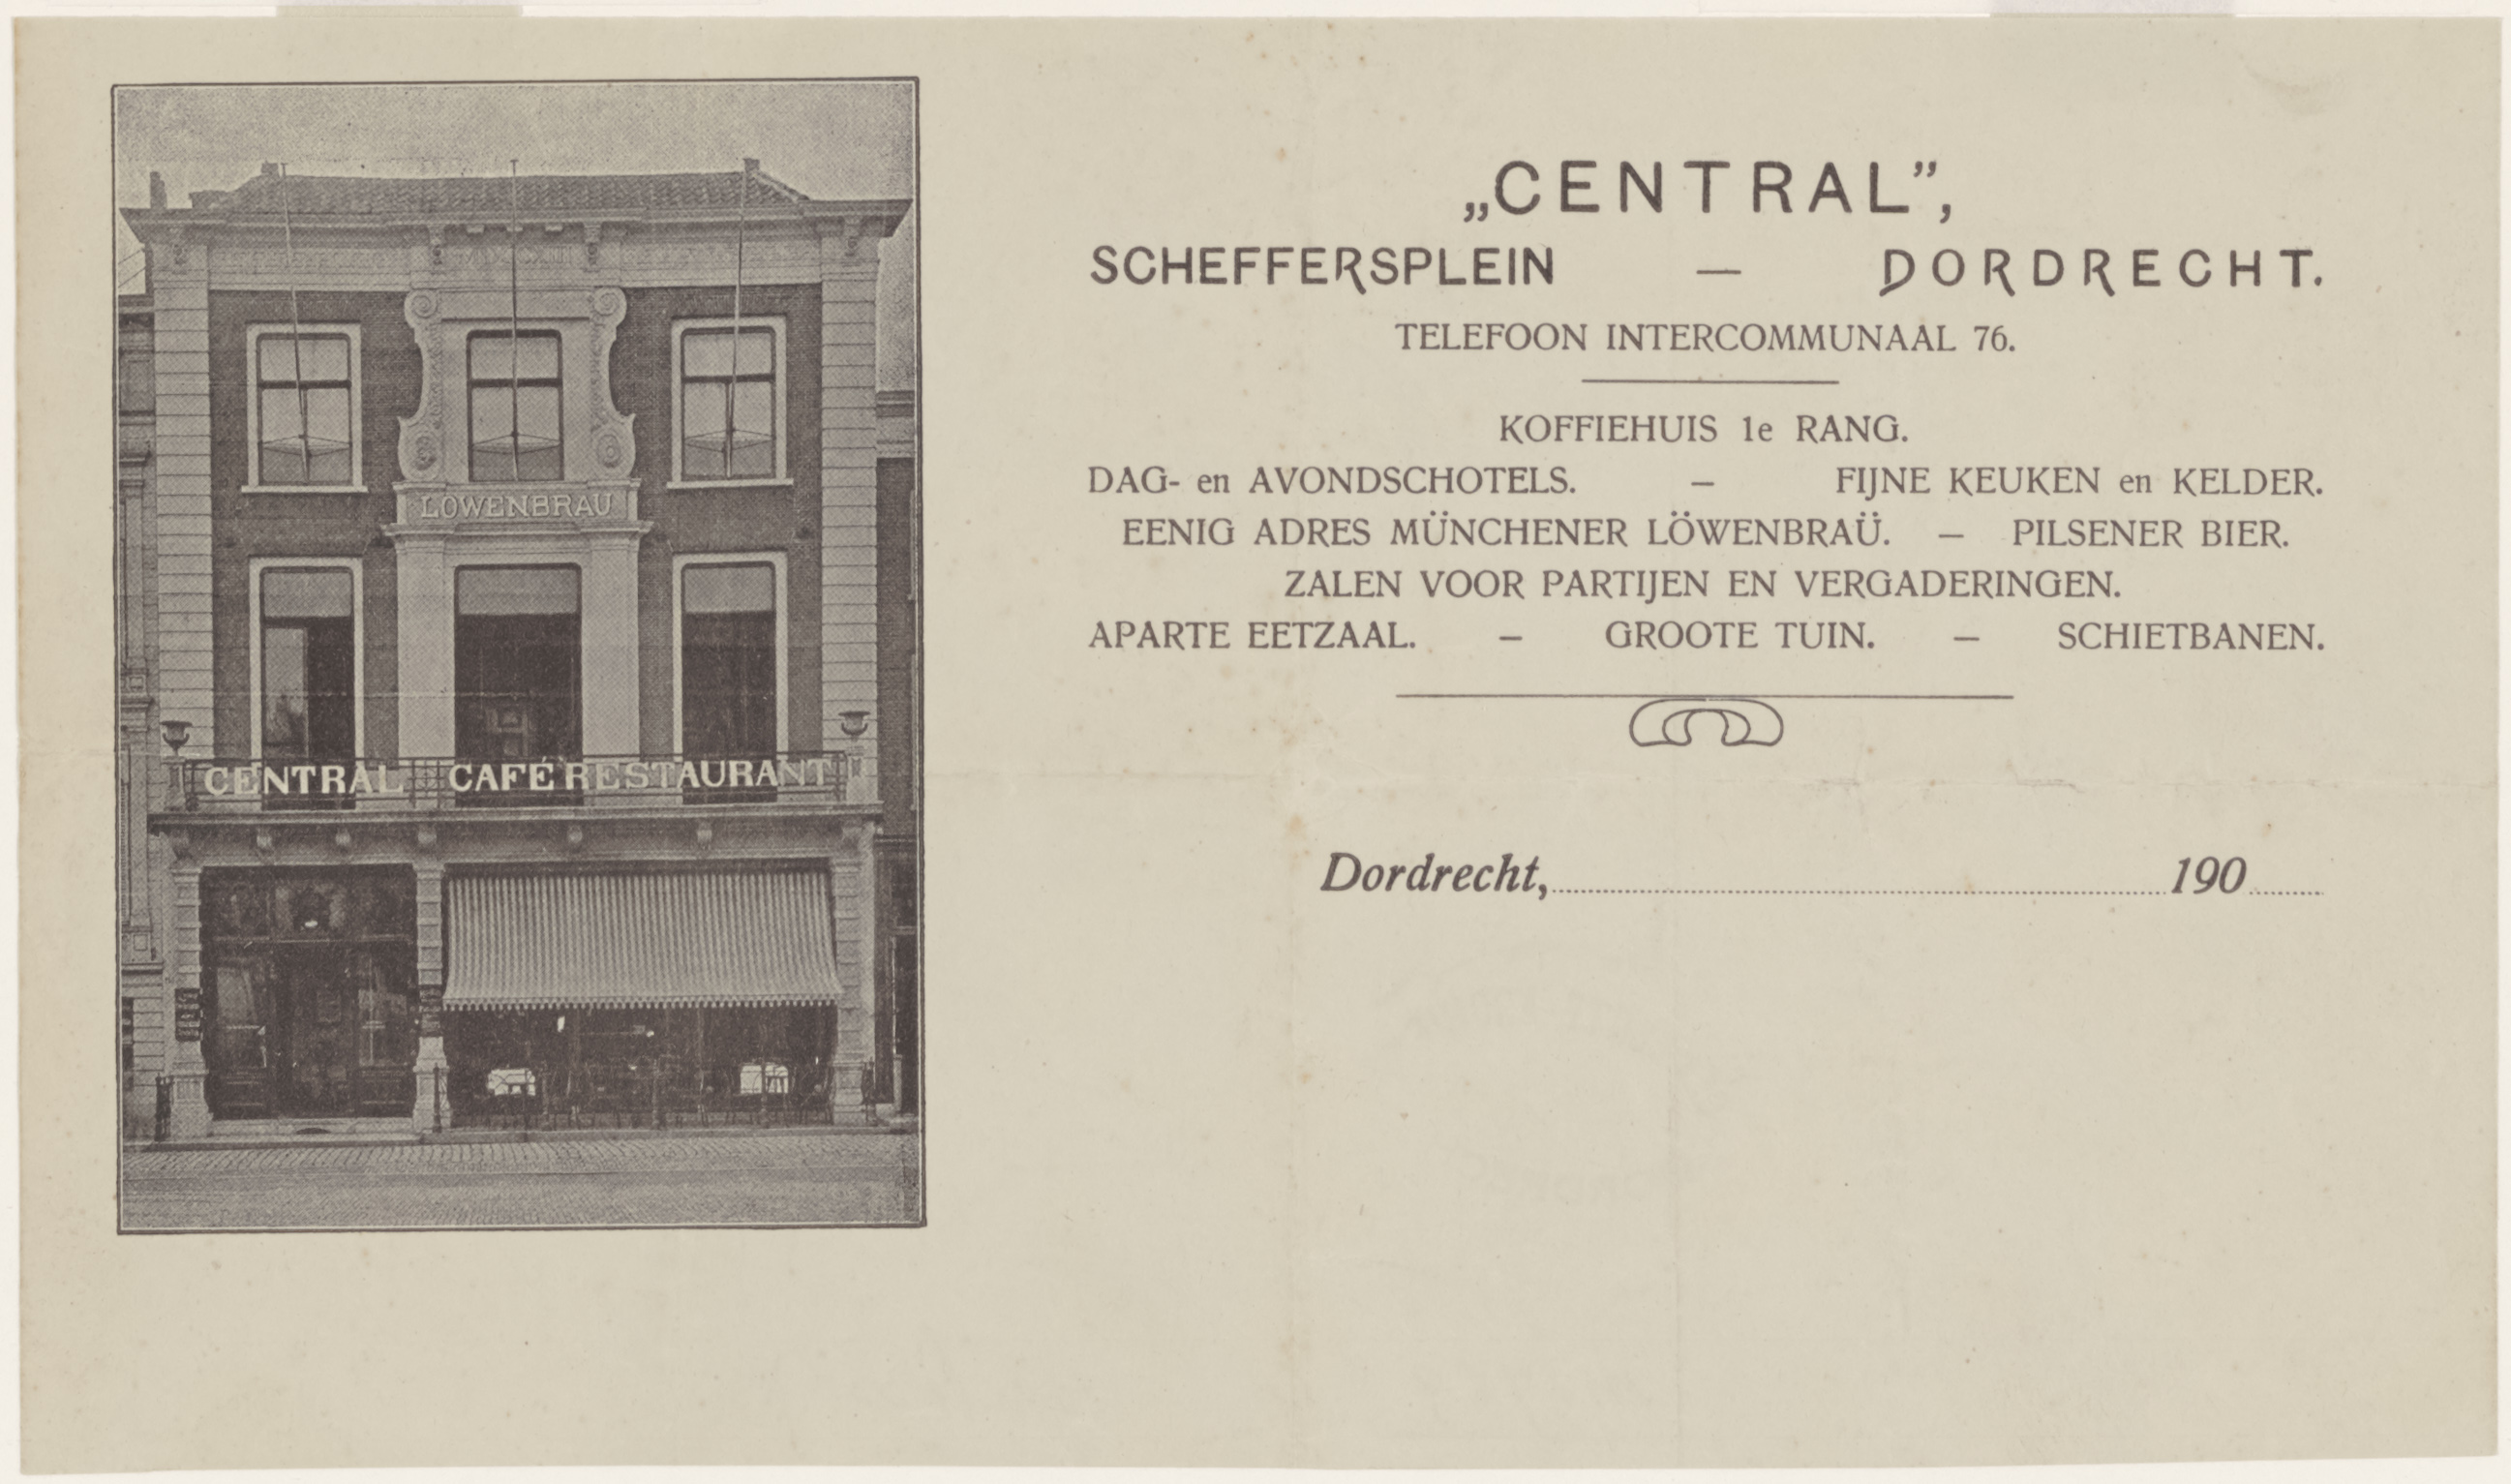 LÖWENBRÄU
CENTRAL CAFÉ RESTAURANT
„CENTRAL”,
SCHEFFERSPLEIN — DORDRECHT.
TELEFOON INTERCOMMUNAAL 76.
KOFFIEHUIS 1e RANG.
DAG- en AVONDSCHOTELS. — FIJNE KEUKEN en KELDER.
EENIG ADRES MÜNCHENER LÖWENBRAÜ. — PILSENER BIER.
ZALEN VOOR PARTIJEN EN VERGADERINGEN.
APARTE EETZAAL. — GROOTE TUIN. — SCHIETBANEN.
Dordrecht, 190